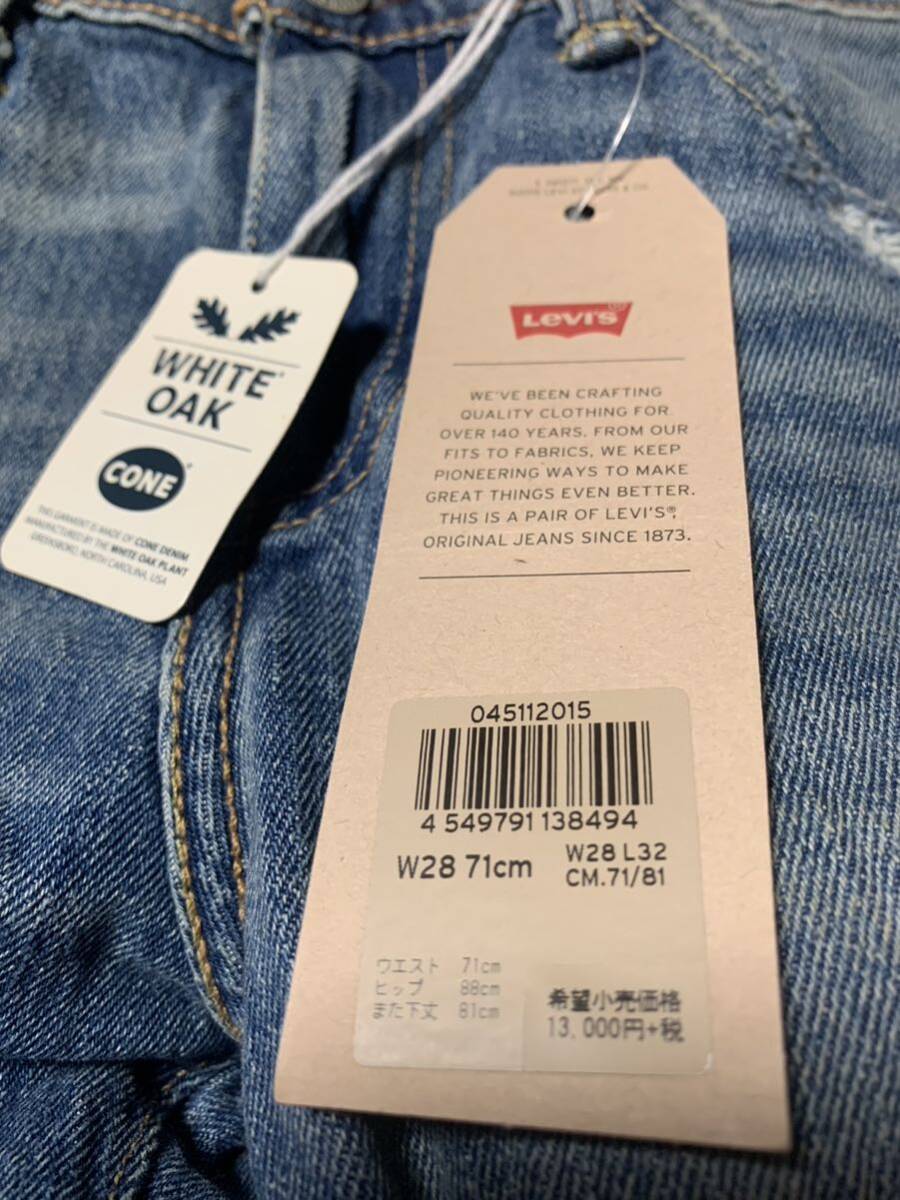 WHITE®
OAK
CONE®
THIS GARMENT IS MADE OF CONE DENIM
MANUFACTURED BY THE WHITE OAK PLANT
GREENSBORO, NORTH CAROLINA, USA
LEVI'S
WE'VE BEEN CRAFTING
QUALITY CLOTHING FOR
OVER 140 YEARS. FROM OUR
FITS TO FABRICS, WE KEEP
PIONEERING WAYS TO MAKE
GREAT THINGS EVEN BETTER.
THIS IS A PAIR OF LEVI'S®,
ORIGINAL JEANS SINCE 1873.
045112015
4 549791 138494
W28 71cm
W28 L32
CM.71/81
ウエスト 71cm
ヒップ 88cm
また下丈 81cm
希望小売価格
13,000円+税